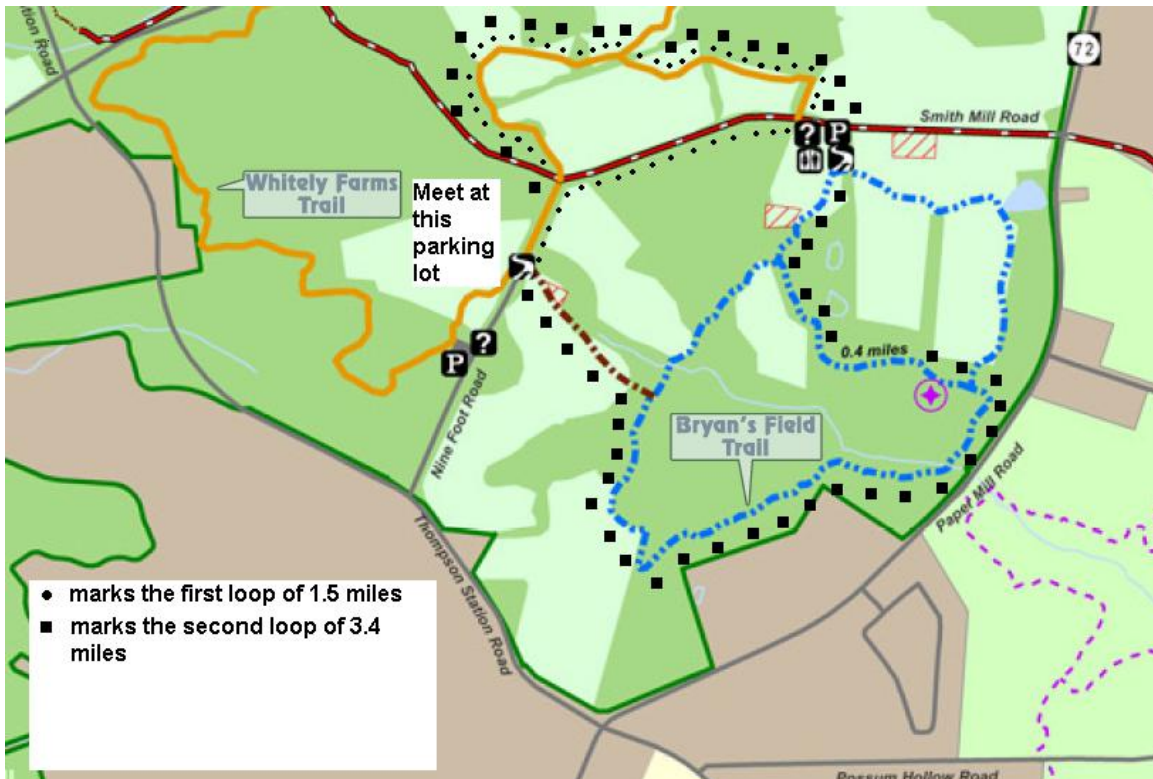 tion Road
72
Smith Mill Road
Whitely Farms
Trail
Meet at
this
parking
lot
?
P
?
P
0.4 miles
Bryan's Field
Trail
Nine Foot Road
Paper Mill Road
Thompson Station Road
• marks the first loop of 1.5 miles
■ marks the second loop of 3.4
miles
Possum Hollow Road